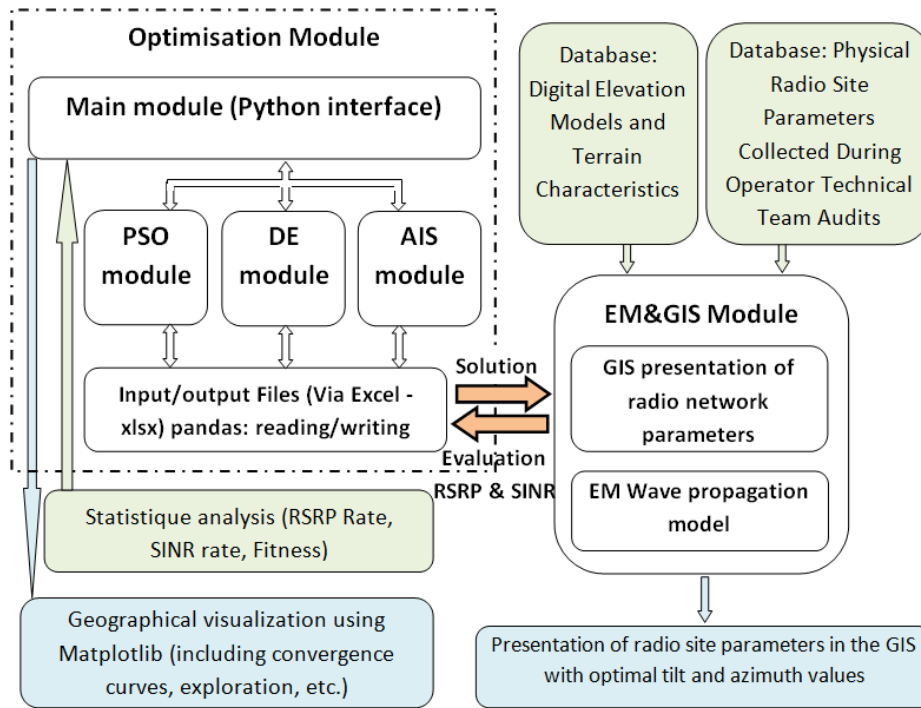 Optimisation Module
Main module (Python interface)
PSO
module
DE
module
AIS
module
Input/output Files (Via Excel -
xlsx) pandas: reading/writing
Statistique analysis (RSRP Rate,
SINR rate, Fitness)
Geographical visualization using
Matplotlib (including convergence
curves, exploration, etc.)
Solution
Evaluation
RSRP & SINR
Database:
Digital Elevation
Models and
Terrain
Characteristics
Database: Physical
Radio Site
Parameters
Collected During
Operator Technical
Team Audits
EM&GIS Module
GIS presentation of
radio network
parameters
EM Wave propagation
model
Presentation of radio site parameters in the GIS
with optimal tilt and azimuth values